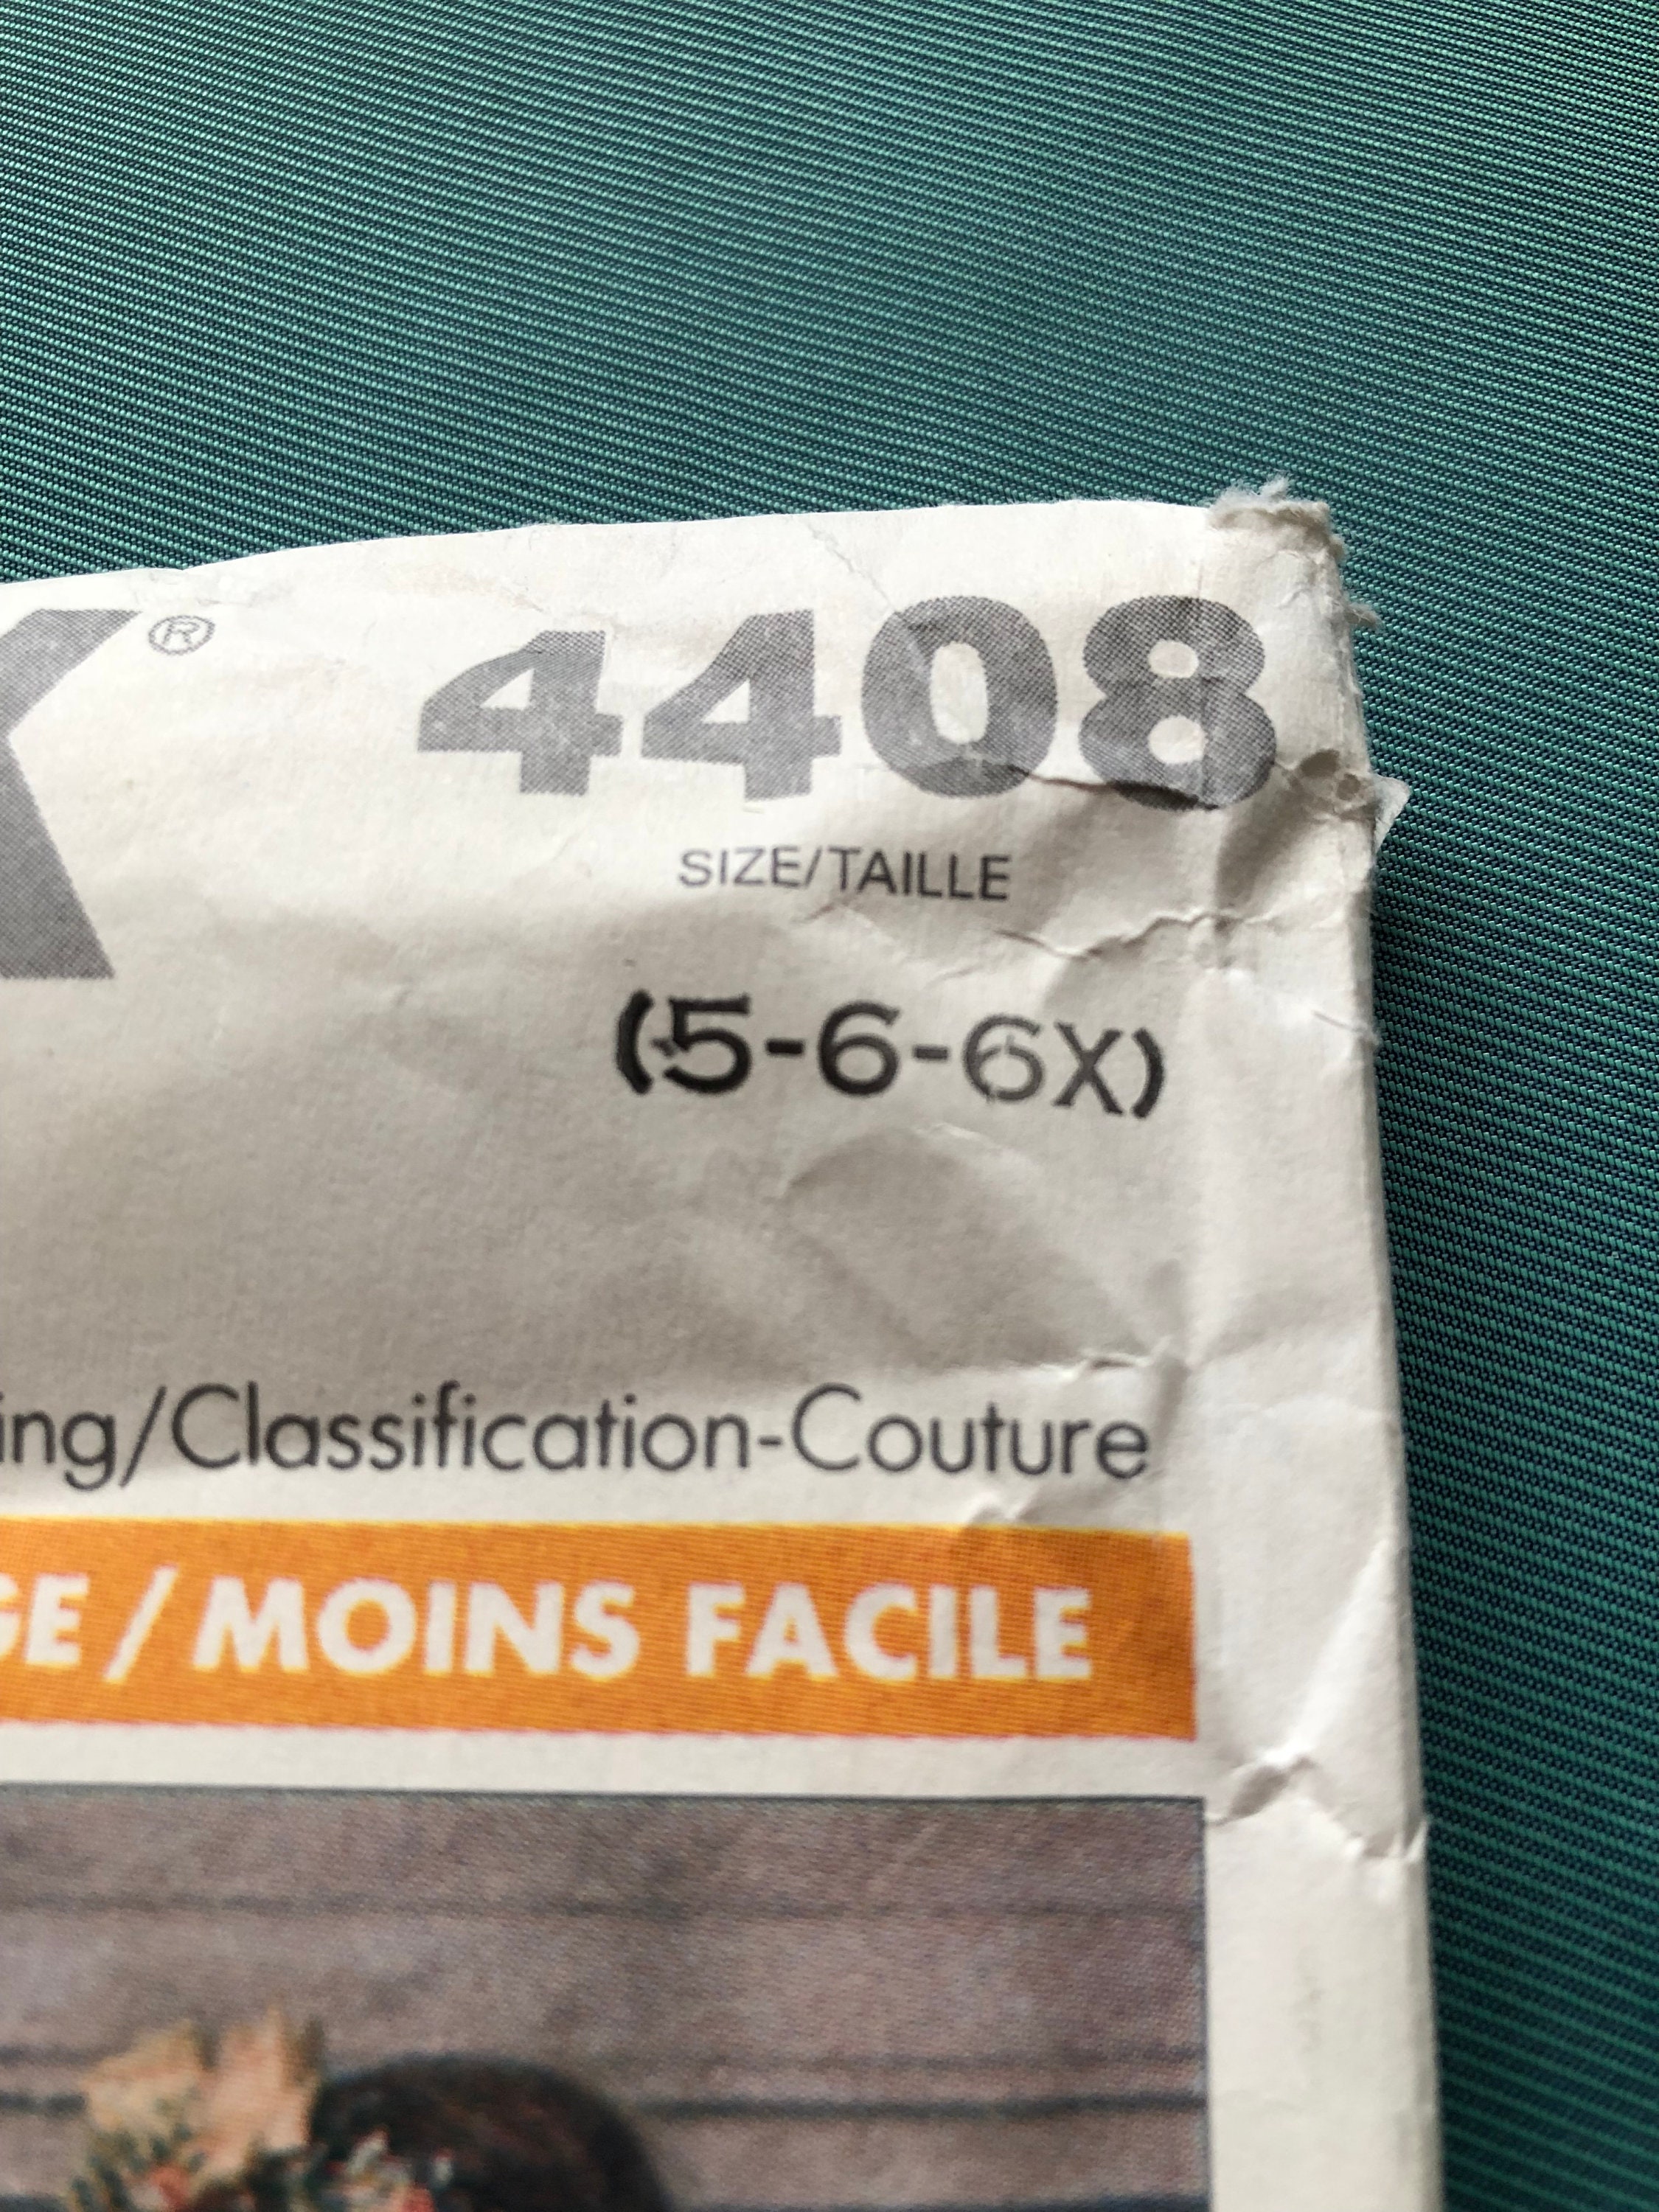 K® 4408
SIZE/TAILLE
(5-6-6X)
ing/Classification-Couture
GE / MOINS FACILE